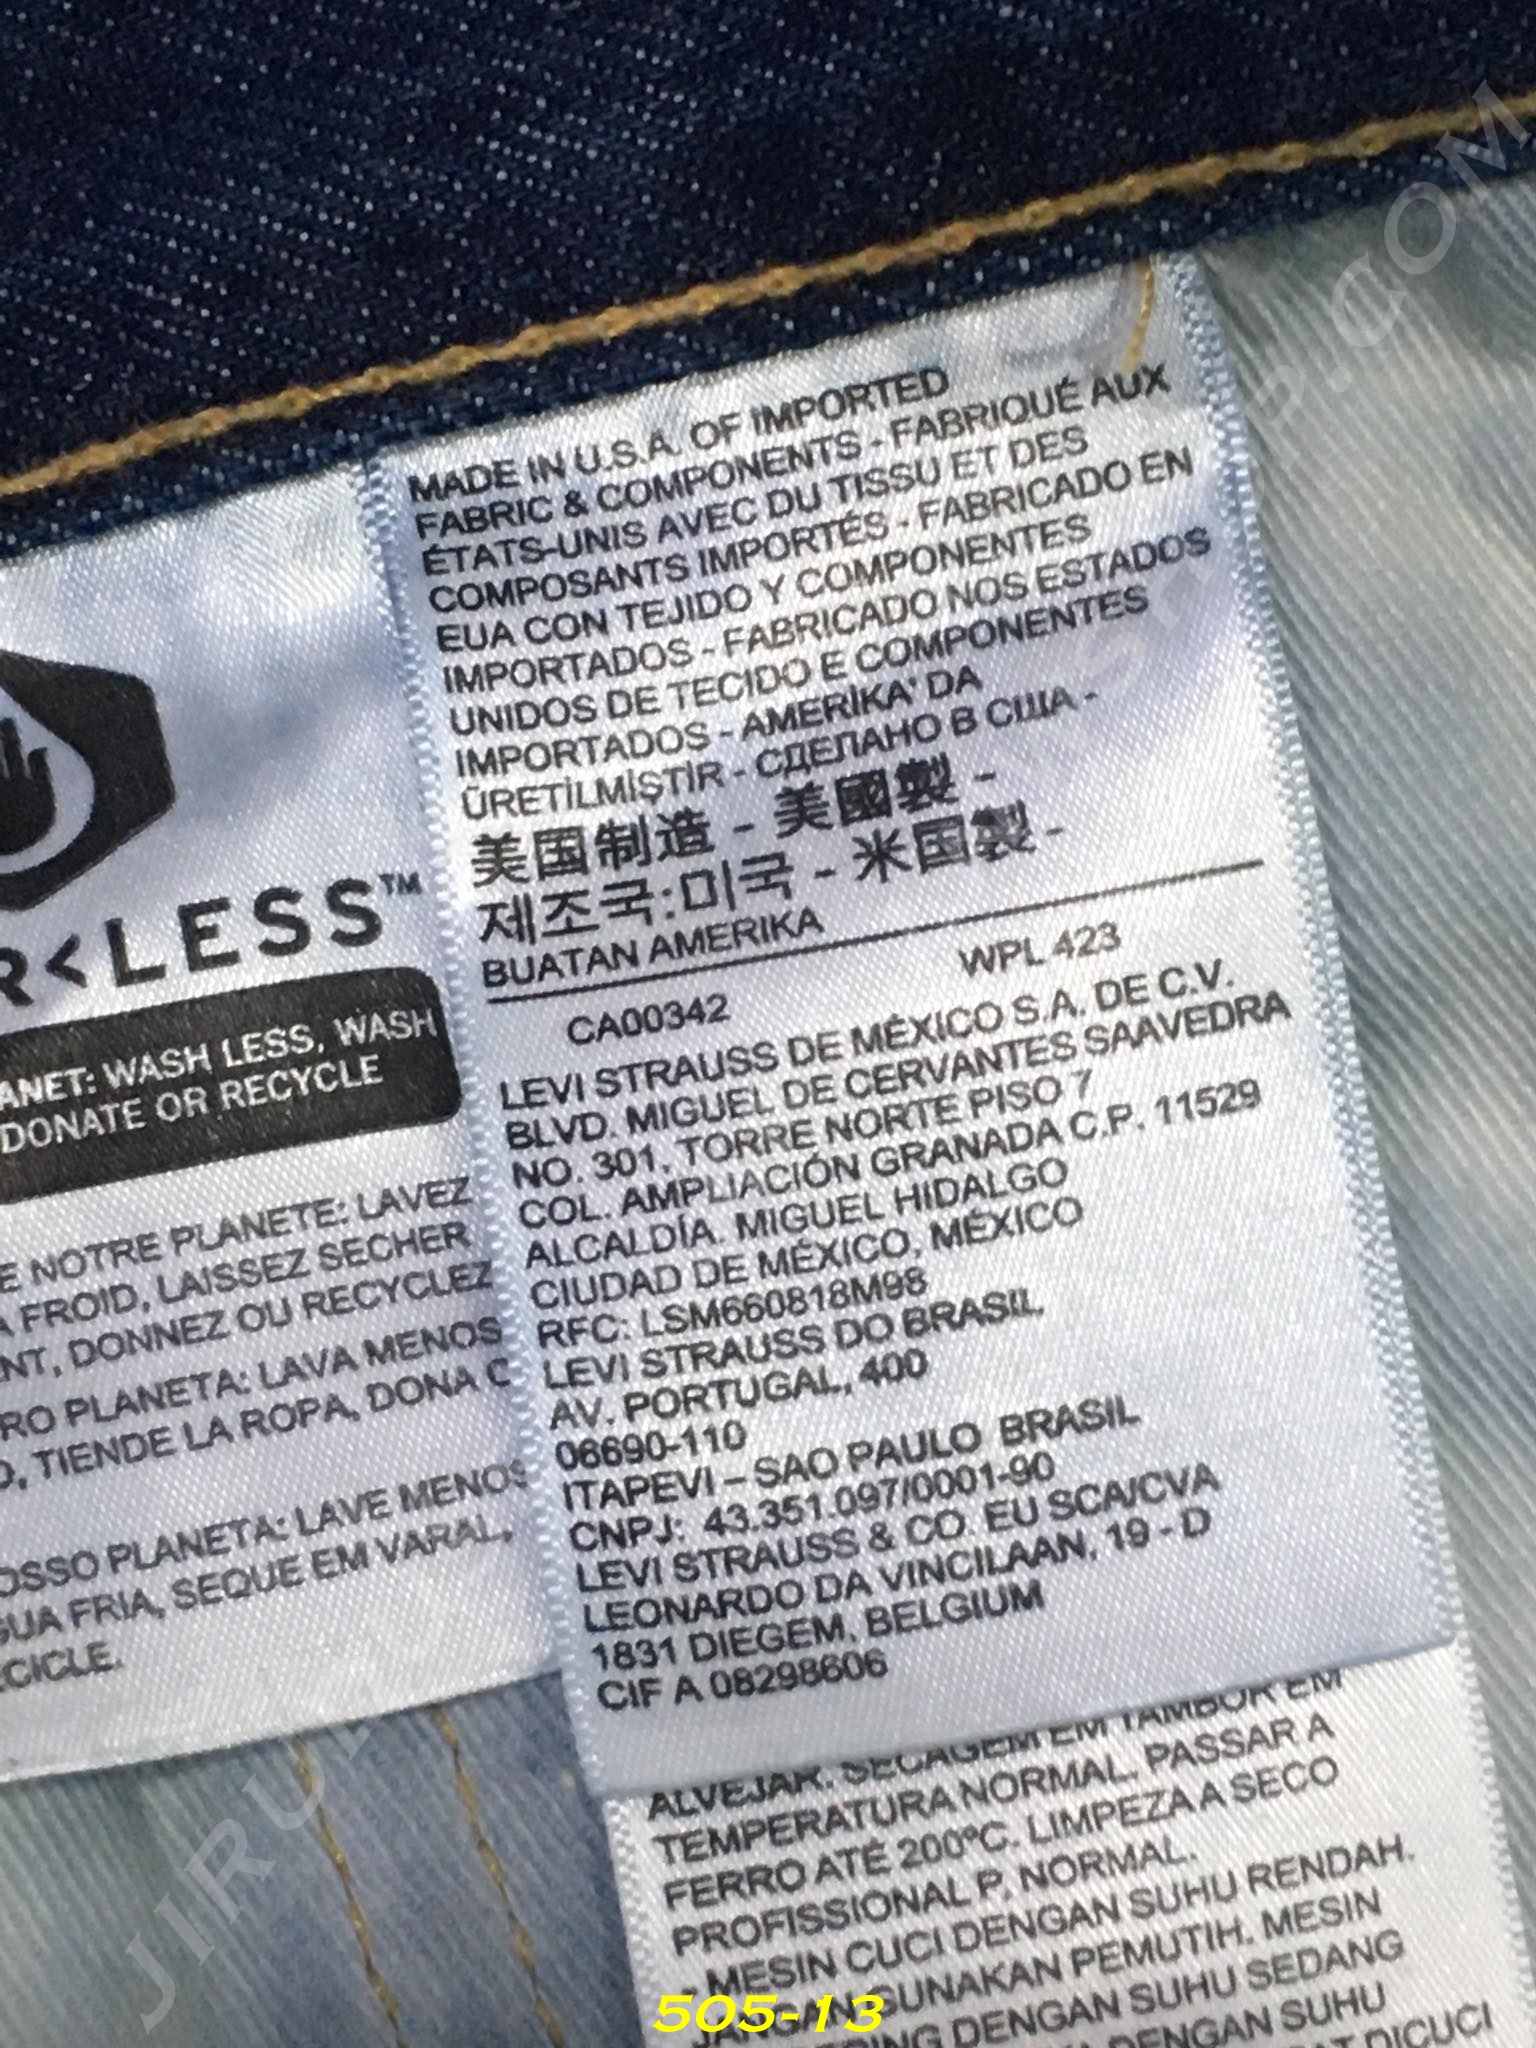 MADE IN U.S.A. OF IMPORTED
FABRIC & COMPONENTS - FABRIQUÉ AUX
ÉTATS-UNIS AVEC DU TISSU ET DES
COMPOSANTS IMPORTÉS - FABRICADO EN
EUA CON TEJIDO Y COMPONENTES
IMPORTADOS - FABRICADO NOS ESTADOS
UNIDOS DE TECIDO E COMPONENTES
IMPORTADOS - AMERİKA' DA
ÜRETİLMİŞTİR - СДЕЛАНО В США -
美国制造 - 美國製 -
제조국:미국 - 米国製 -
BUATAN AMERIKA
WPL 423
CA00342
LEVI STRAUSS DE MÉXICO S.A. DE C.V.
BLVD. MIGUEL DE CERVANTES SAAVEDRA
NO. 301, TORRE NORTE PISO 7
COL. AMPLIACIÓN GRANADA C.P. 11529
ALCALDÍA. MIGUEL HIDALGO
CIUDAD DE MÉXICO, MÉXICO
RFC: LSM660818M98
LEVI STRAUSS DO BRASIL
AV. PORTUGAL, 400
06690-110
ITAPEVI – SAO PAULO BRASIL
CNPJ: 43.351.097/0001-90
LEVI STRAUSS & CO. EU SCA/CVA
LEONARDO DA VINCILAAN, 19 - D
1831 DIEGEM, BELGIUM
CIF A 08298606
R<LESS™
ANET: WASH LESS, WASH
DONATE OR RECYCLE
E NOTRE PLANETE: LAVEZ
A FROID, LAISSEZ SECHER
NT, DONNEZ OU RECYCLEZ
RO PLANETA: LAVA MENOS
O, TIENDE LA ROPA, DONA
OSSO PLANETA: LAVE MENOS
GUA FRIA, SEQUE EM VARAL,
CICLE.
ALVEJAR. SECAGEM EM TAMBOR EM
TEMPERATURA NORMAL. PASSAR A
FERRO ATÉ 200°C. LIMPEZA A SECO
PROFISSIONAL P, NORMAL.
- MESIN CUCI DENGAN SUHU RENDAH.
JANGAN GUNAKAN PEMUTIH. MESIN
RING DENGAN SUHU SEDANG
DENGAN SUHU
AT DICUCI
505-13